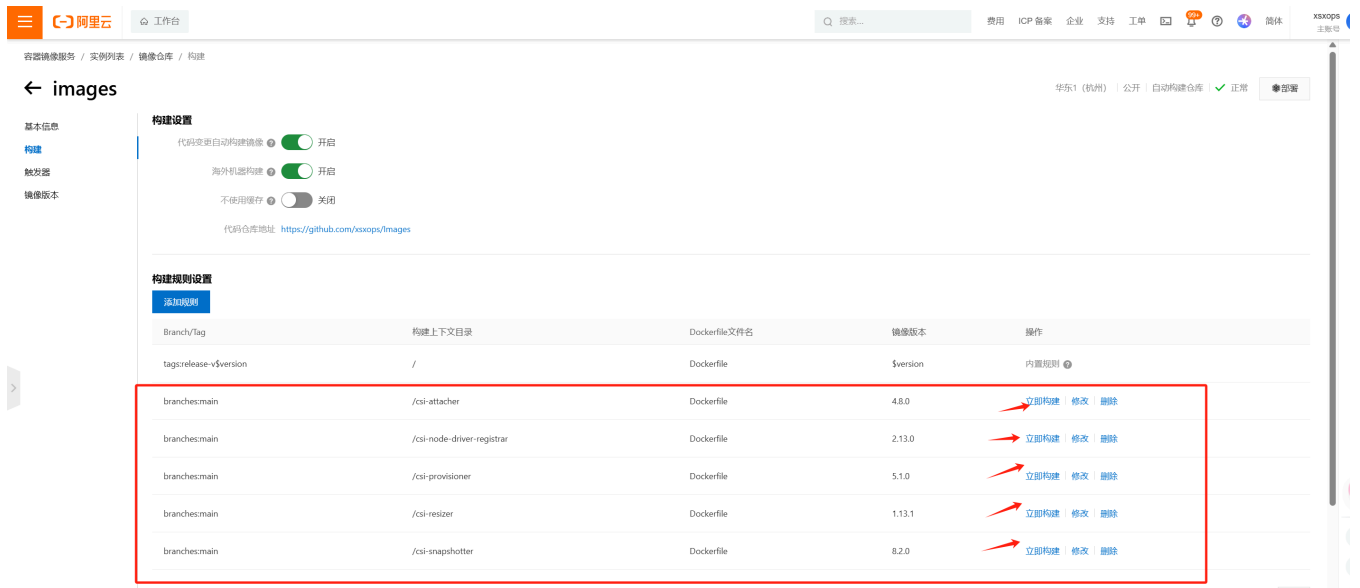 阿里云 工作台 搜索... 费用 ICP 备案 企业 支持 工单 99+ 简体 xsxops
主账号
容器镜像服务 / 实例列表 / 镜像仓库 / 构建
images 华东1（杭州） 公开 自动构建仓库 正常 部署
基本信息
构建
触发器
镜像版本
构建设置
代码变更自动构建镜像 开启
海外机器构建 开启
不使用缓存 关闭
代码仓库地址 https://github.com/xsxops/Images
构建规则设置
添加规则
Branch/Tag 构建上下文目录 Dockerfile文件名 镜像版本 操作
tags:release-v$version / Dockerfile $version 内置规则
branches:main /csi-attacher Dockerfile 4.8.0 立即构建 修改 删除
branches:main /csi-node-driver-registrar Dockerfile 2.13.0 立即构建 修改 删除
branches:main /csi-provisioner Dockerfile 5.1.0 立即构建 修改 删除
branches:main /csi-resizer Dockerfile 1.13.1 立即构建 修改 删除
branches:main /csi-snapshotter Dockerfile 8.2.0 立即构建 修改 删除